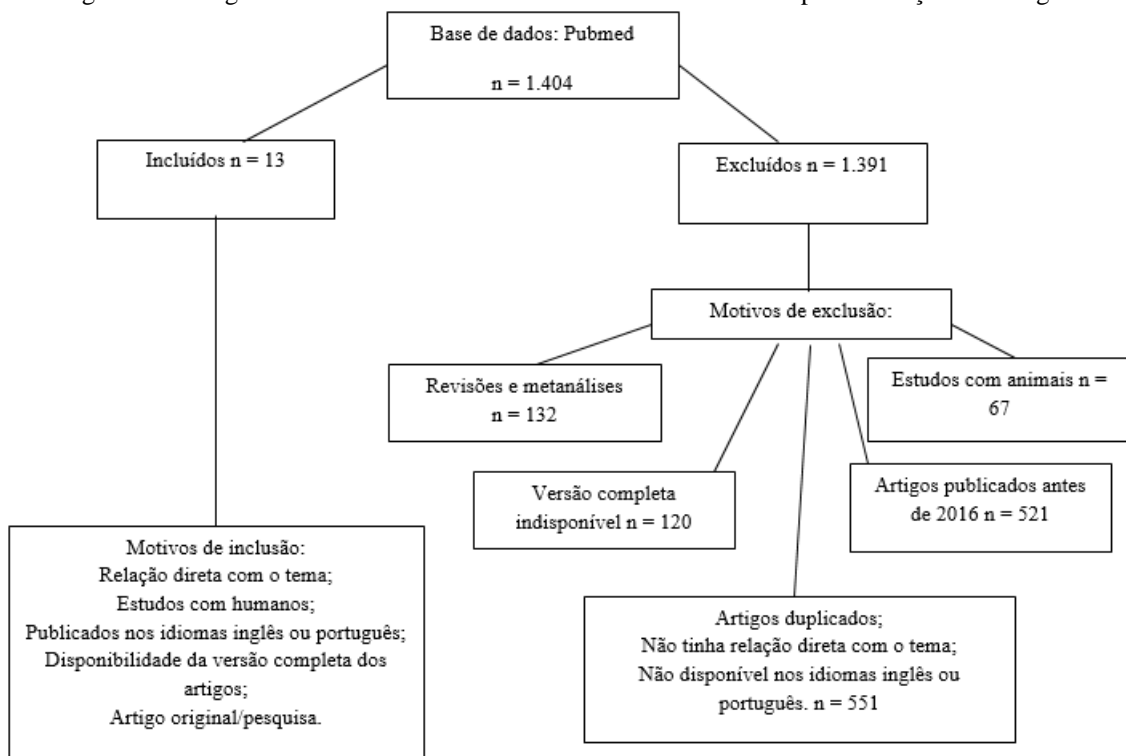 Base de dados: Pubmed
n = 1.404
Incluídos n = 13
Excluídos n = 1.391
Motivos de exclusão:
Revisões e metanálises
n = 132
Estudos com animais n =
67
Versão completa
indisponível n = 120
Artigos publicados antes
de 2016 n = 521
Motivos de inclusão:
Relação direta com o tema;
Estudos com humanos;
Publicados nos idiomas inglês ou português;
Disponibilidade da versão completa dos
artigos;
Artigo original/pesquisa.
Artigos duplicados;
Não tinha relação direta com o tema;
Não disponível nos idiomas inglês ou
português. n = 551